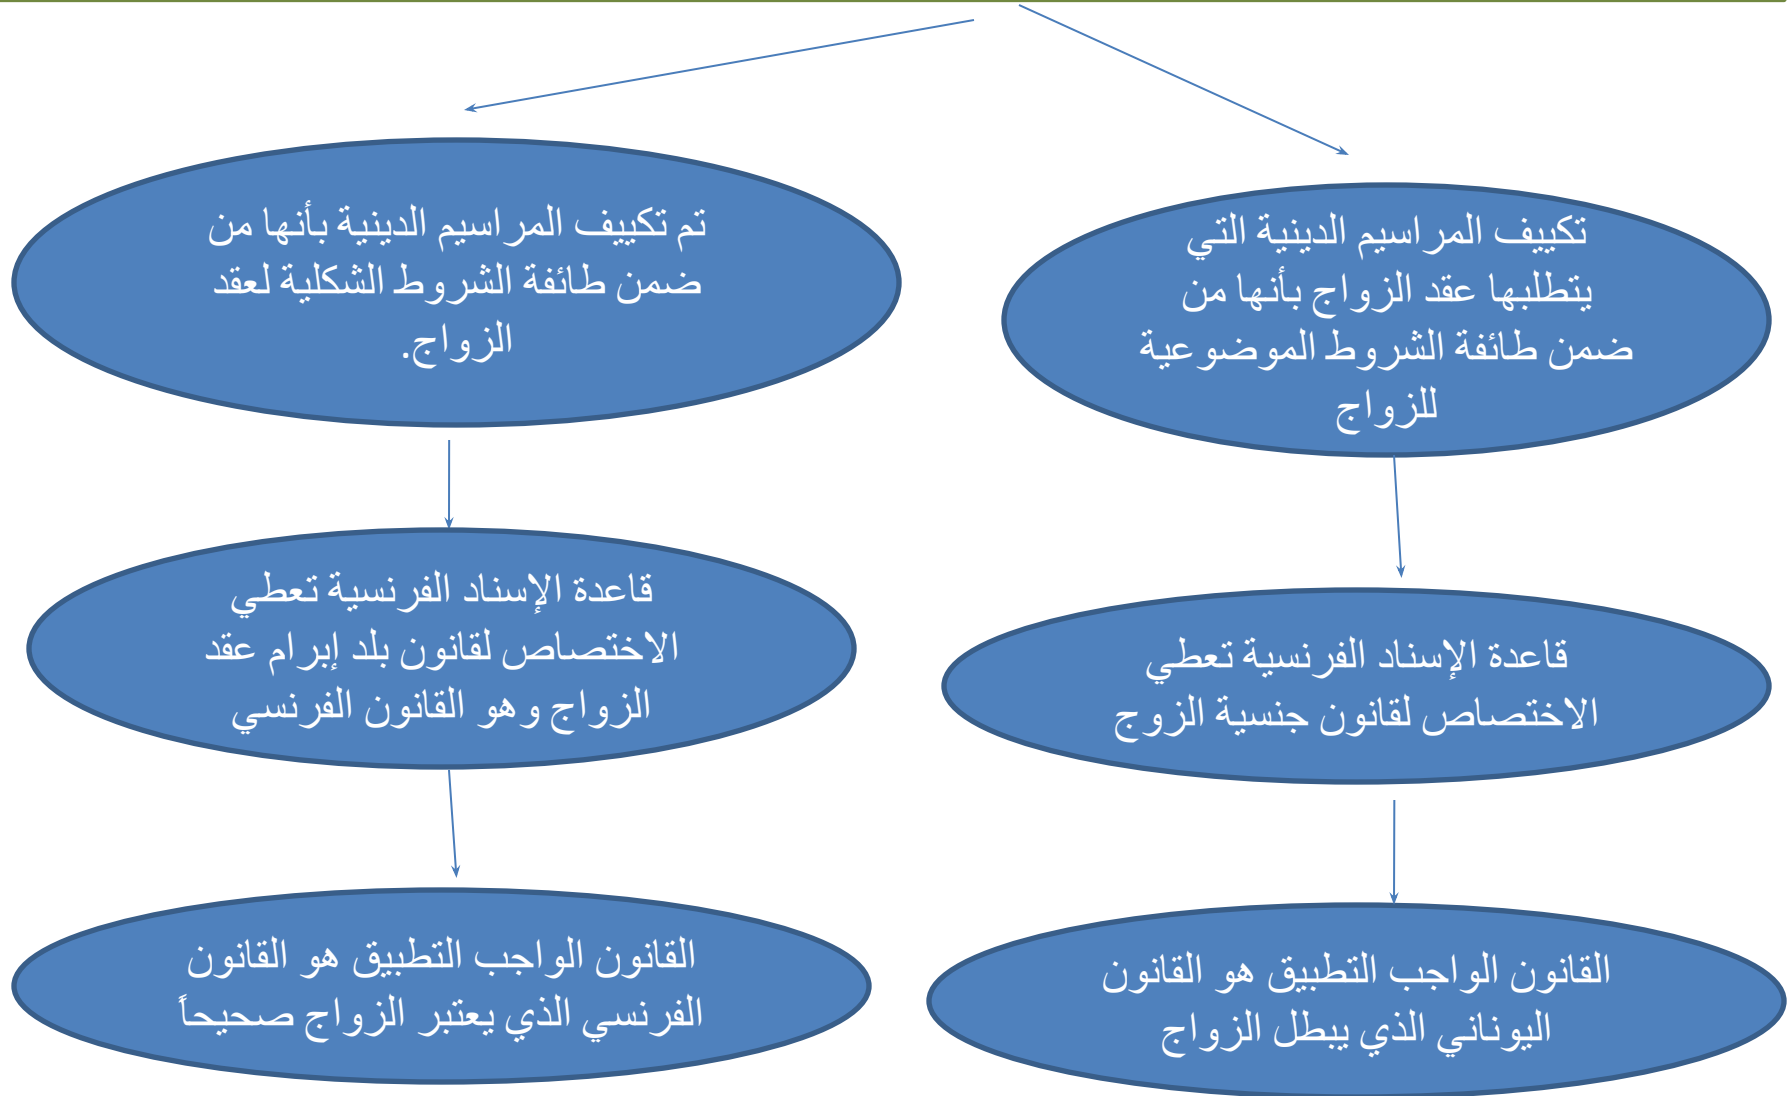 تكييف المراسيم الدينية التي
يتطلبها عقد الزواج بأنها من
ضمن طائفة الشروط الموضوعية
للزواج
قاعدة الإسناد الفرنسية تعطي
الاختصاص لقانون جنسية الزوج
القانون الواجب التطبيق هو القانون
اليوناني الذي يبطل الزواج
تم تكييف المراسيم الدينية بأنها من
ضمن طائفة الشروط الشكلية لعقد
الزواج.
قاعدة الإسناد الفرنسية تعطي
الاختصاص لقانون بلد إبرام عقد
الزواج وهو القانون الفرنسي
القانون الواجب التطبيق هو القانون
الفرنسي الذي يعتبر الزواج صحيحاً